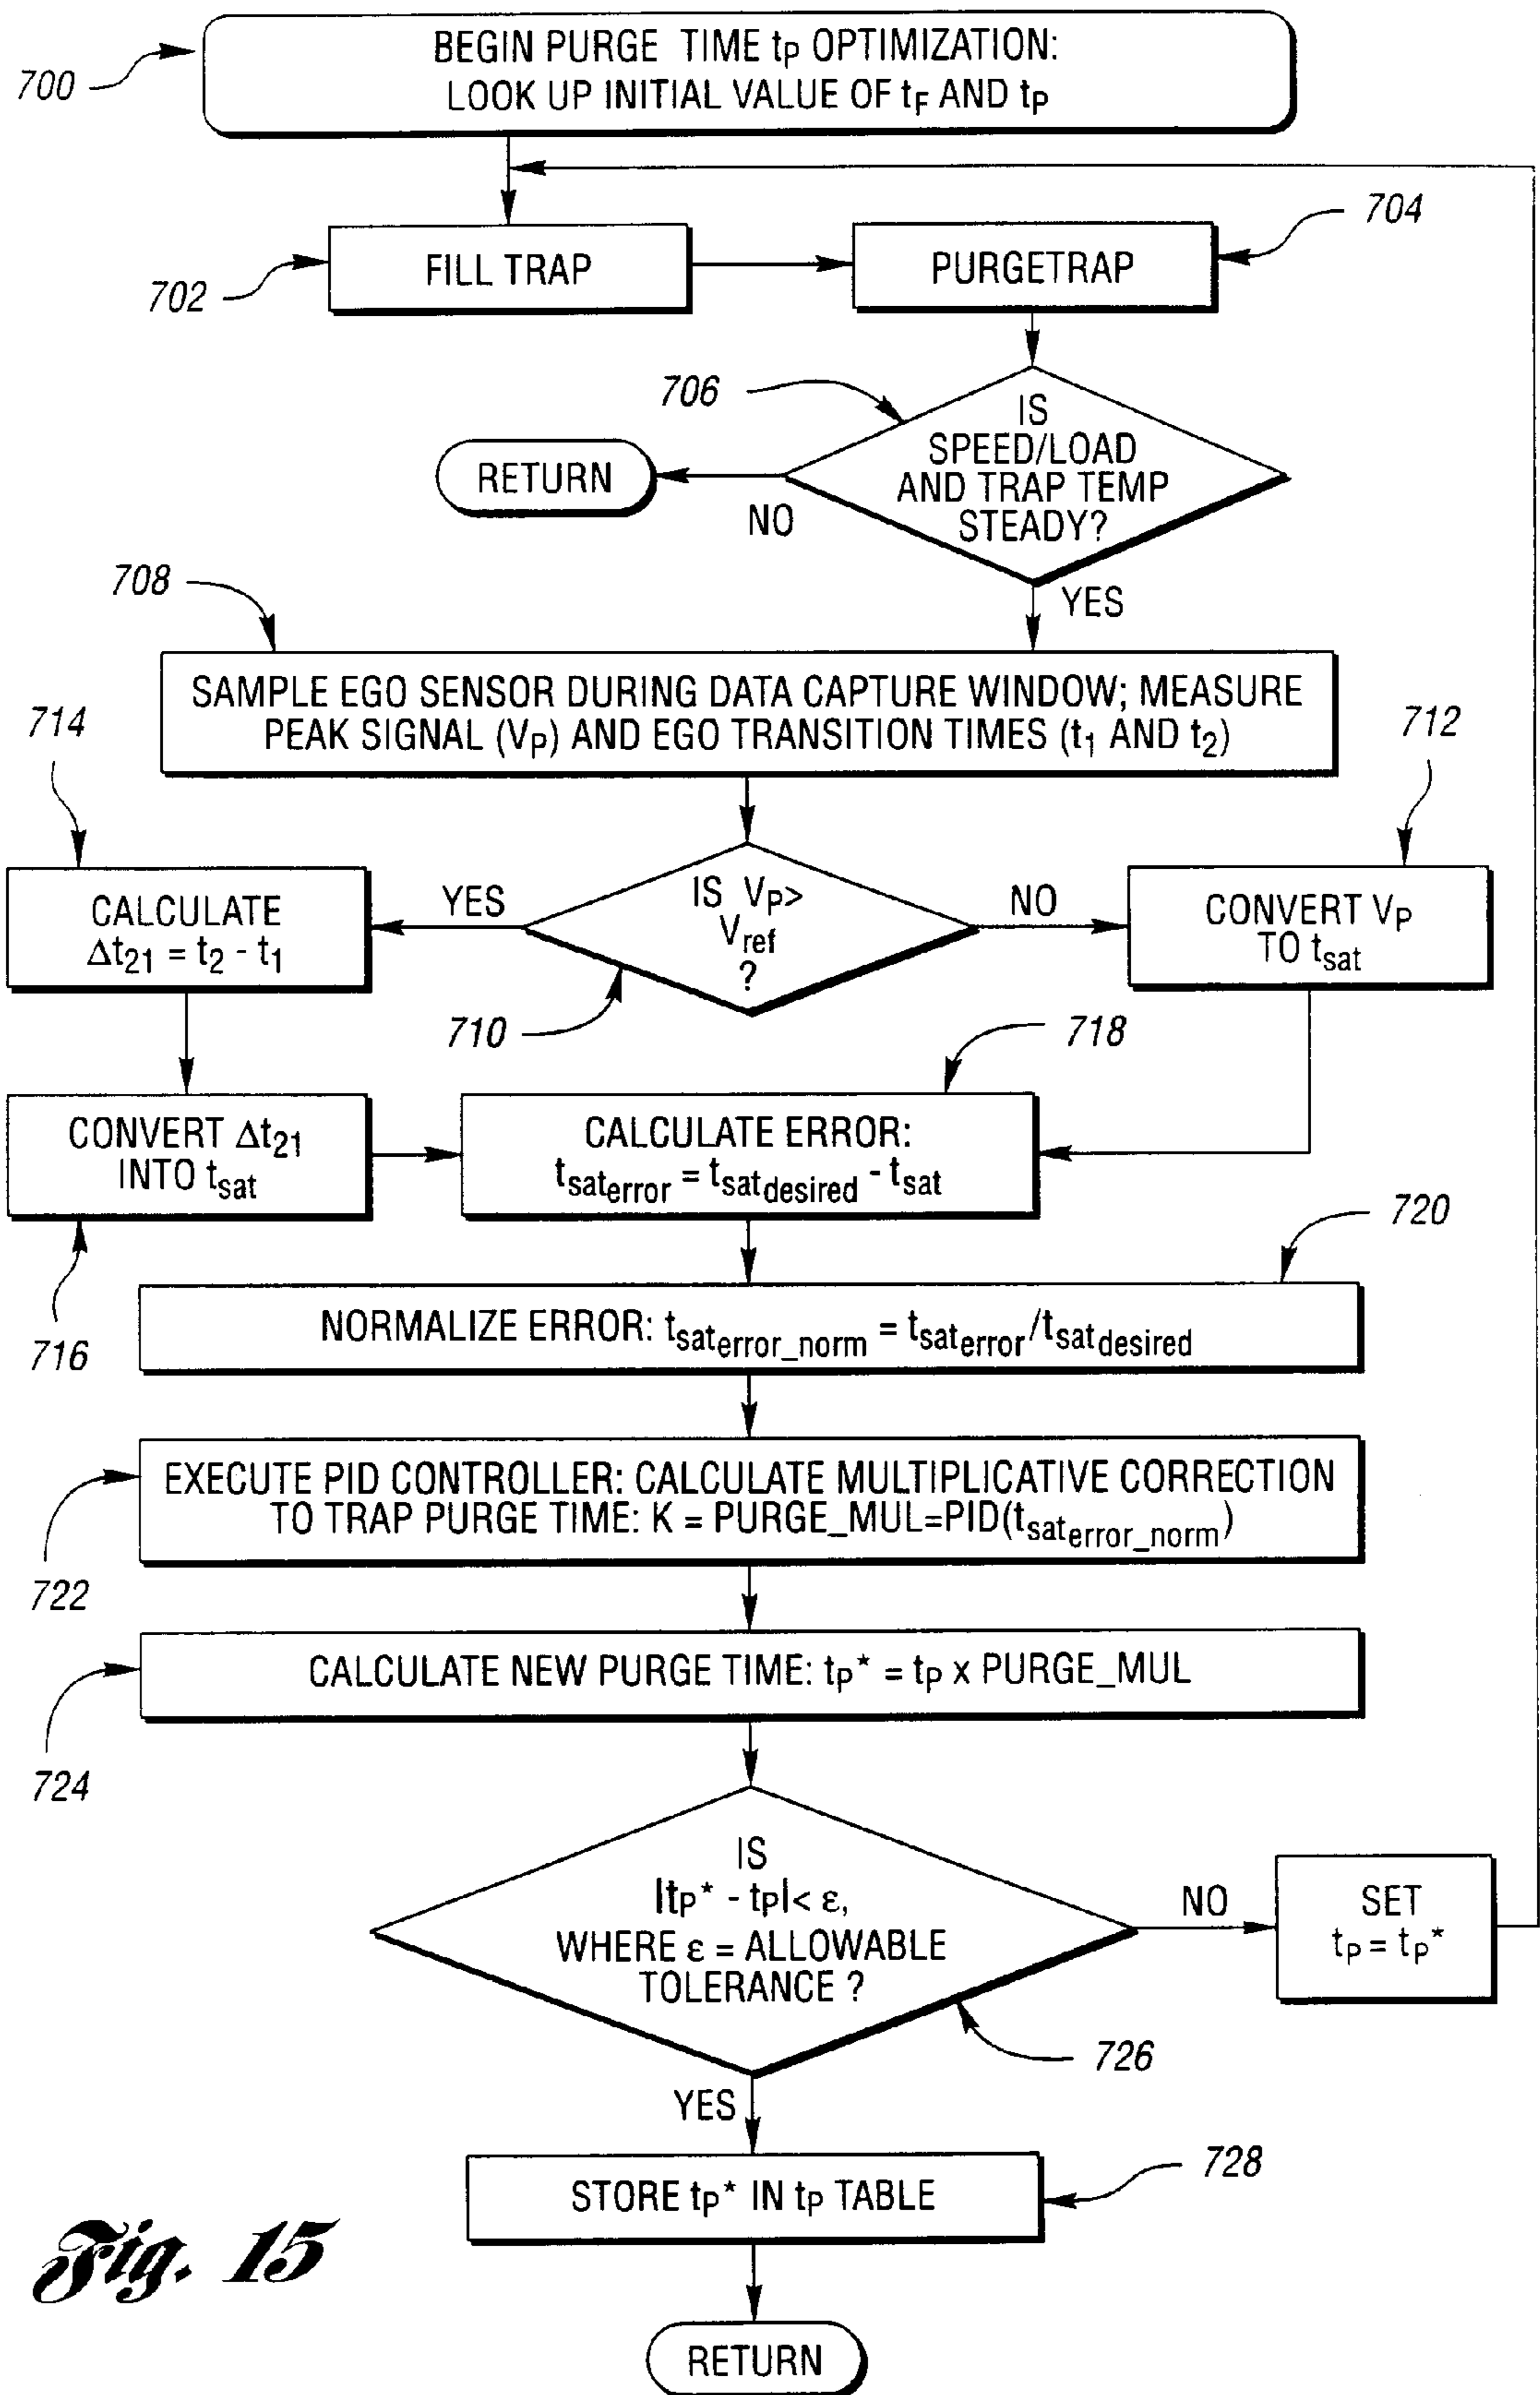 700
BEGIN PURGE TIME tP OPTIMIZATION:
LOOK UP INITIAL VALUE OF tF AND tP
702
FILL TRAP
PURGETRAP
704
706
IS
SPEED/LOAD
AND TRAP TEMP
STEADY?
NO
RETURN
YES
708
SAMPLE EGO SENSOR DURING DATA CAPTURE WINDOW; MEASURE
PEAK SIGNAL (VP) AND EGO TRANSITION TIMES (t1 AND t2)
714
712
CALCULATE
Δt21 = t2 - t1
YES
IS VP>
Vref
?
NO
CONVERT VP
TO tsat
710
718
CONVERT Δt21
INTO tsat
CALCULATE ERROR:
tsaterror = tsatdesired - tsat
716
720
NORMALIZE ERROR: tsaterror_norm = tsaterror/tsatdesired
722
EXECUTE PID CONTROLLER: CALCULATE MULTIPLICATIVE CORRECTION
TO TRAP PURGE TIME: K = PURGE_MUL=PID(tsaterror_norm)
724
CALCULATE NEW PURGE TIME: tP* = tP x PURGE_MUL
IS
|tP* - tP|< ε,
WHERE ε = ALLOWABLE
TOLERANCE ?
NO
SET
tP = tP*
726
YES
728
STORE tP* IN tP TABLE
RETURN
Fig. 15